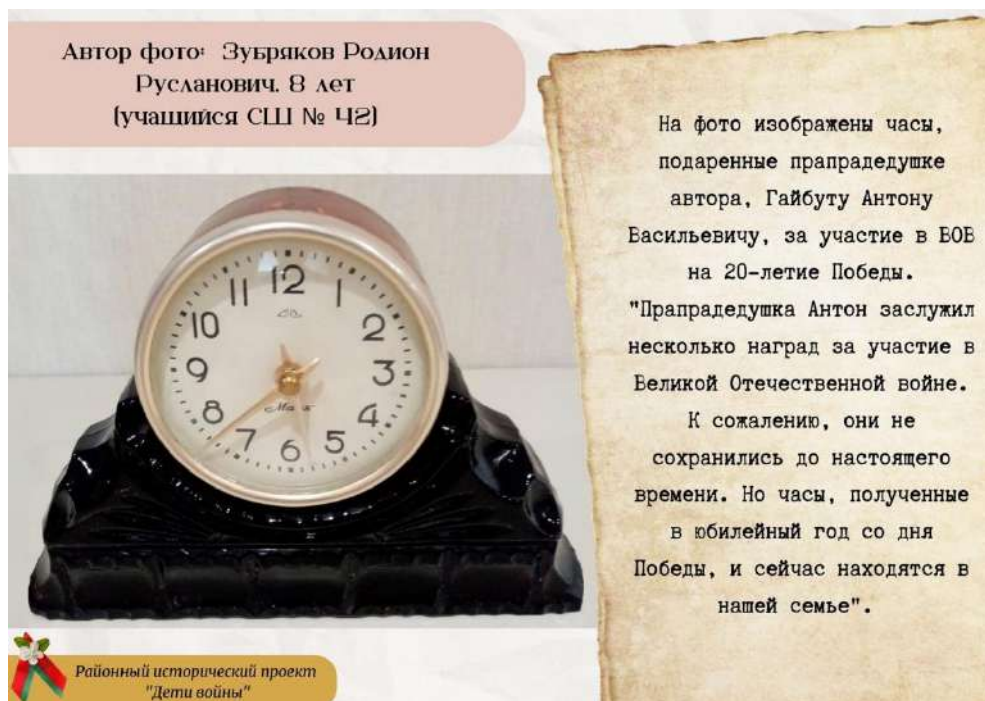 Автор фото: Зубряков Родион
Русланович. 8 лет
(учашийся СШ № 42)
На фото изображены часы,
подаренные прапрадедушке
автора, Гайбуту Антону
Васильевичу, за участие в ВОВ
на 20-летие Победы.
"Прапрадедушка Антон заслужил
несколько наград за участие в
Великой Отечественной войне.
К сожалению, они не
сохранились до настоящего
времени. Но часы, полученные
в юбилейный год со дня
Победы, и сейчас находятся в
нашей семье".
12
11
1
10
2
9
3
8
4
7
5
6
Районный исторический проект
"Дети войны"